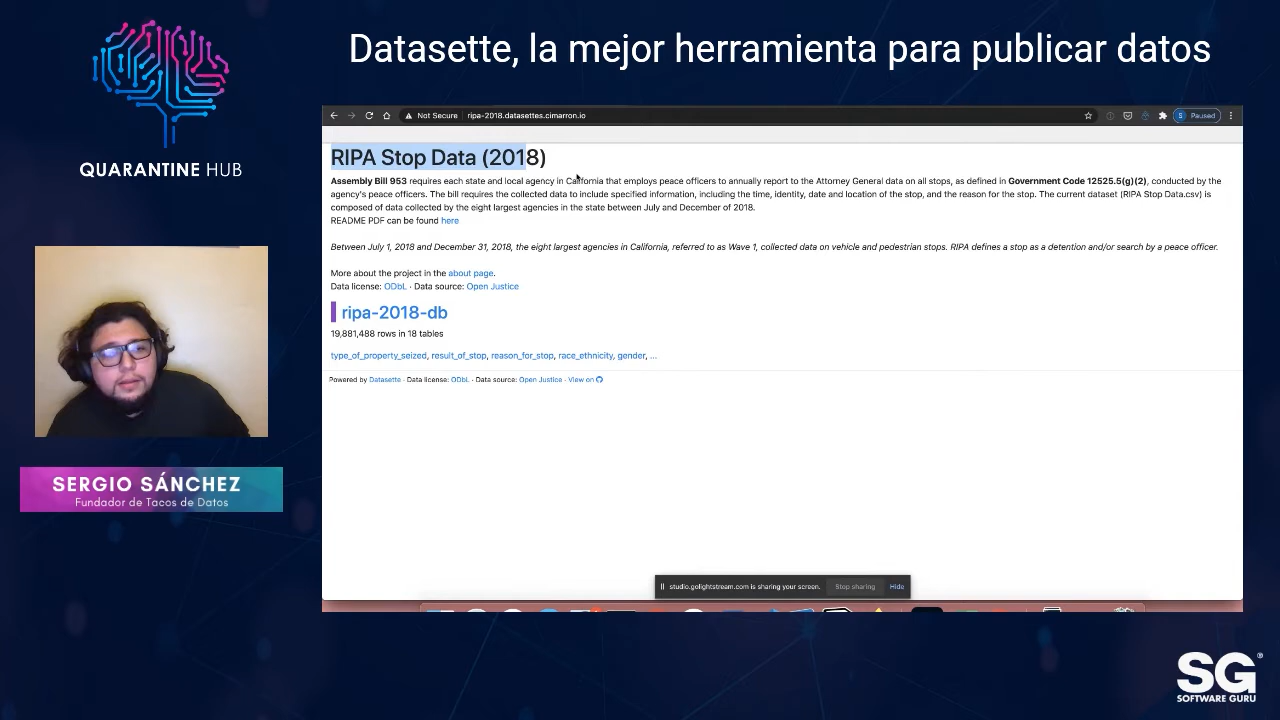 Datasette, la mejor herramienta para publicar datos
QUARANTINE HUB
Not Secure | ripa-2018.datasettes.cimarron.io
S Paused
RIPA Stop Data (2018)
Assembly Bill 953 requires each state and local agency in California that employs peace officers to annually report to the Attorney General data on all stops, as defined in Government Code 12525.5(g)(2), conducted by the
agency's peace officers. The bill requires the collected data to include specified information, including the time, identity, date and location of the stop, and the reason for the stop. The current dataset (RIPA Stop Data.csv) is
composed of data collected by the eight largest agencies in the state between July and December of 2018.
README PDF can be found here
Between July 1, 2018 and December 31, 2018, the eight largest agencies in California, referred to as Wave 1, collected data on vehicle and pedestrian stops. RIPA defines a stop as a detention and/or search by a peace officer.
More about the project in the about page.
Data license: ODbL · Data source: Open Justice
ripa-2018-db
19,881,488 rows in 18 tables
type_of_property_seized, result_of_stop, reason_for_stop, race_ethnicity, gender, ...
Powered by Datasette · Data license: ODbL · Data source: Open Justice · View on
SERGIO SÁNCHEZ
Fundador de Tacos de Datos
studio.golightstream.com is sharing your screen. Stop sharing Hide
SG®
SOFTWARE GURU